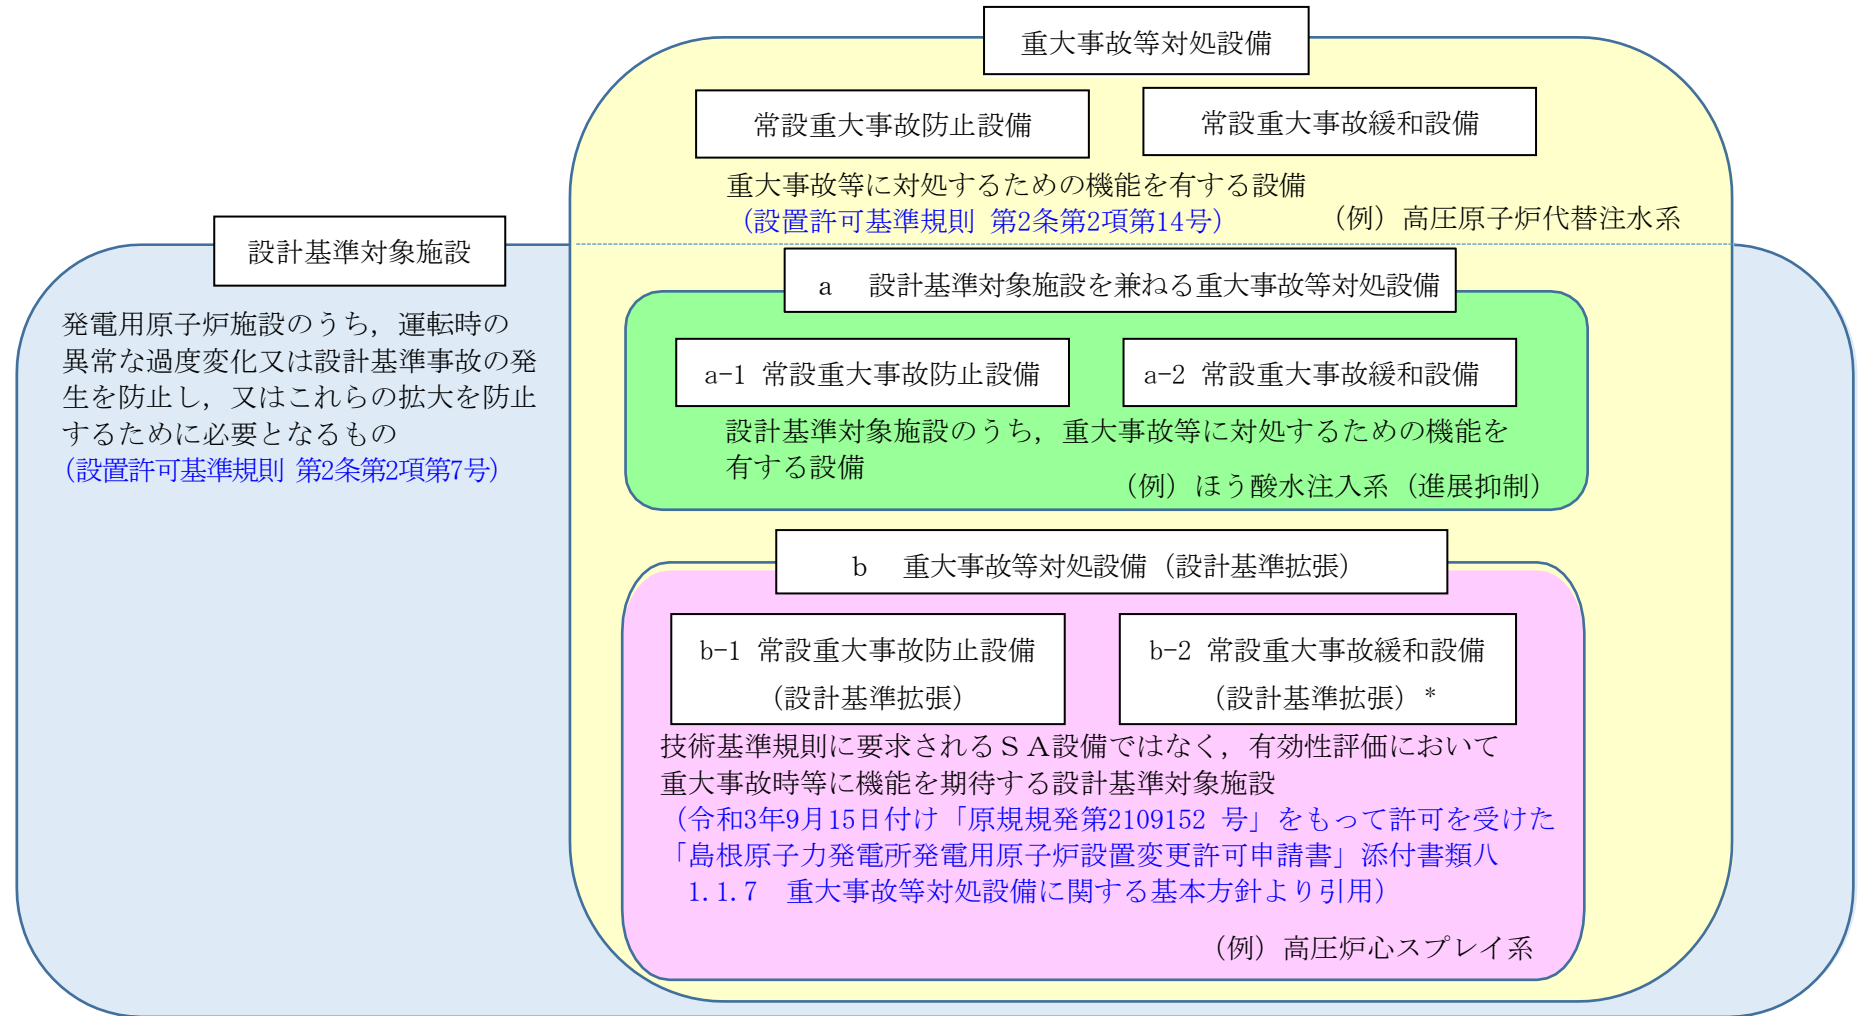 重大事故等対処設備
常設重大事故防止設備
常設重大事故緩和設備
重大事故等に対処するための機能を有する設備
（設置許可基準規則 第2条第2項第14号）
（例）高圧原子炉代替注水系
設計基準対象施設
発電用原子炉施設のうち，運転時の
異常な過度変化又は設計基準事故の発
生を防止し，又はこれらの拡大を防止
するために必要となるもの
（設置許可基準規則 第2条第2項第7号）
a　設計基準対象施設を兼ねる重大事故等対処設備
a-1 常設重大事故防止設備
a-2 常設重大事故緩和設備
設計基準対象施設のうち，重大事故等に対処するための機能を
有する設備
（例）ほう酸水注入系（進展抑制）
b　重大事故等対処設備（設計基準拡張）
b-1 常設重大事故防止設備
（設計基準拡張）
b-2 常設重大事故緩和設備
（設計基準拡張）*
技術基準規則に要求されるＳＡ設備ではなく，有効性評価において
重大事故時等に機能を期待する設計基準対象施設
（令和3年9月15日付け「原規規発第2109152 号」をもって許可を受けた
「島根原子力発電所発電用原子炉設置変更許可申請書」添付書類八
1.1.7　重大事故等対処設備に関する基本方針より引用）
（例）高圧炉心スプレイ系